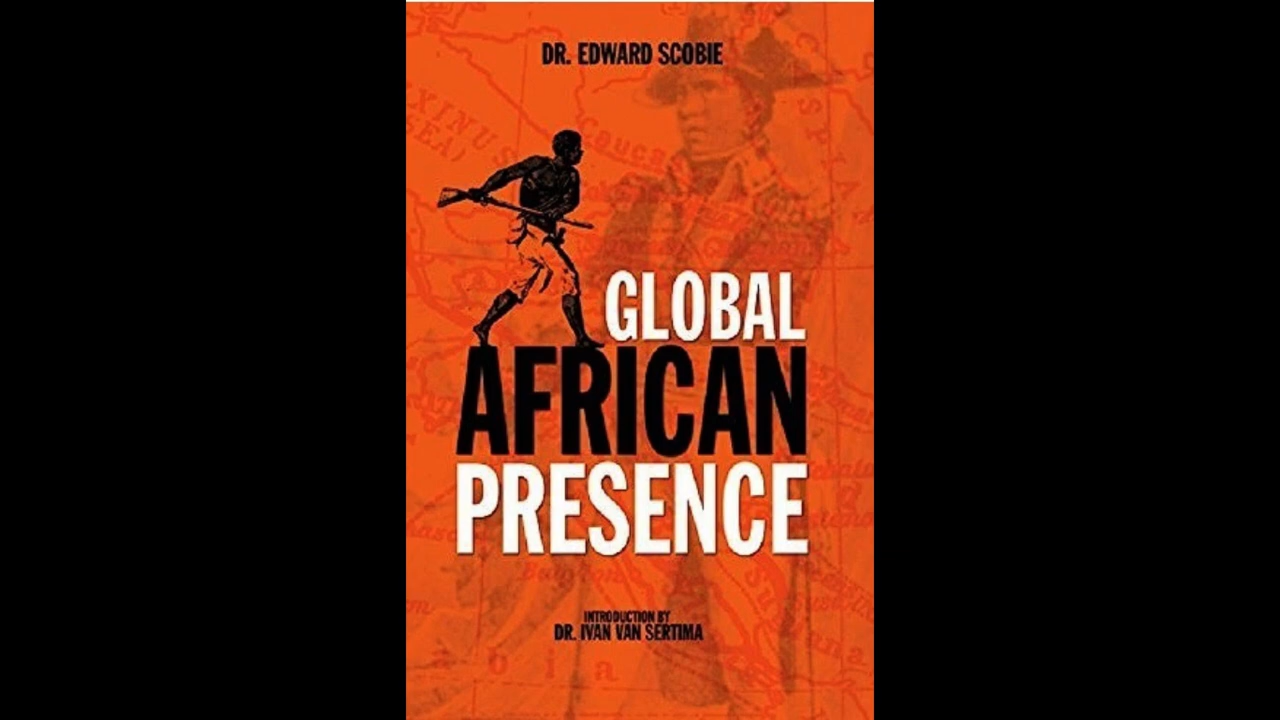 DR. EDWARD SCOBIE
GLOBAL
AFRICAN
PRESENCE
INTRODUCTION BY
DR. IVAN VAN SERTIMA